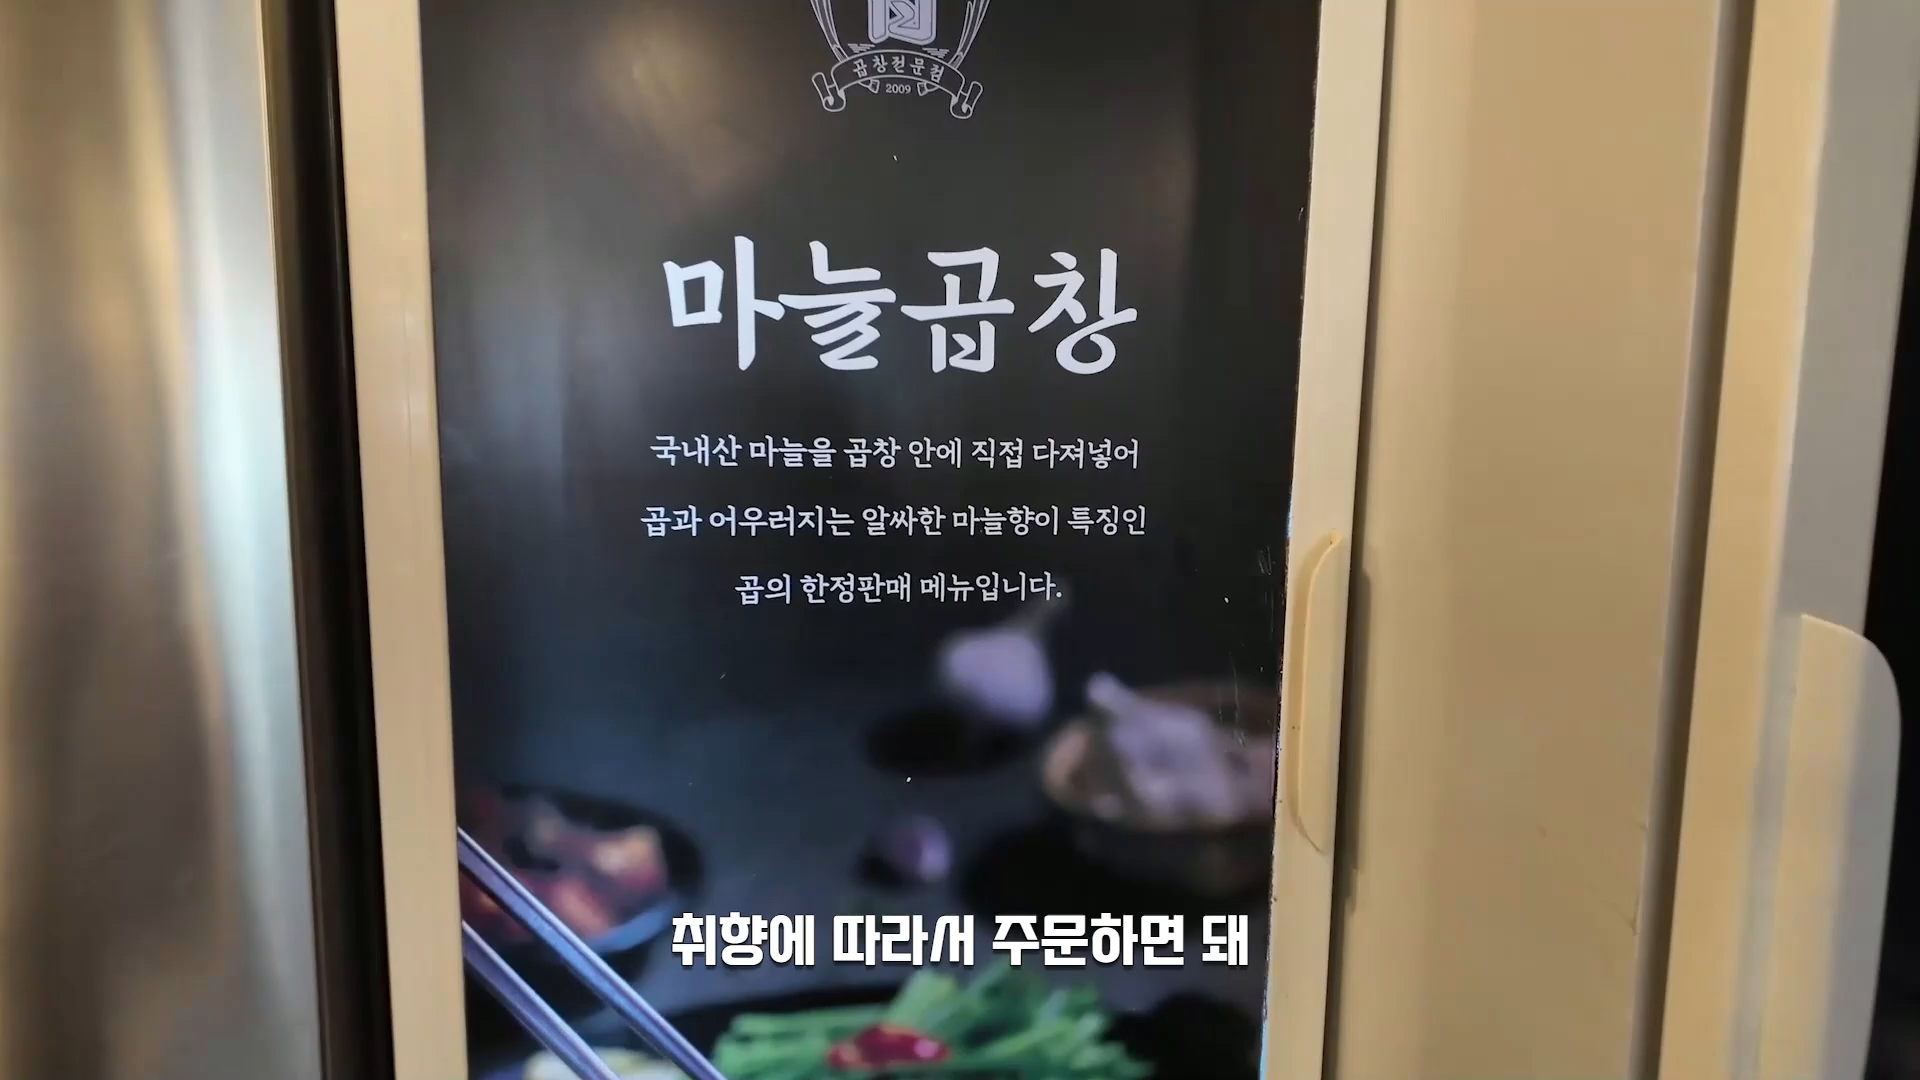 곱
곱창전문점
2009
마늘곱창
국내산 마늘을 곱창 안에 직접 다져넣어
곱과 어우러지는 알싸한 마늘향이 특징인
곱의 한정판매 메뉴입니다.
취향에 따라서 주문하면 돼